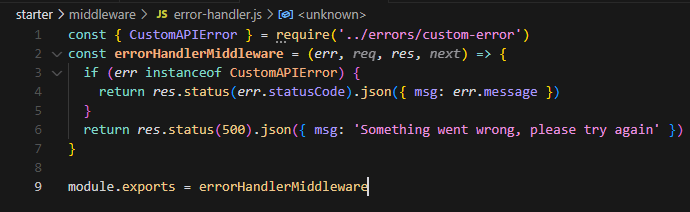 starter > middleware > JS error-handler.js > <unknown>
1 const { CustomAPIError } = require('../errors/custom-error')
2 const errorHandlerMiddleware = (err, req, res, next) => {
3 if (err instanceof CustomAPIError) {
4 return res.status(err.statusCode).json({ msg: err.message })
5 }
6 return res.status(500).json({ msg: 'Something went wrong, please try again' })
7 }
8
9 module.exports = errorHandlerMiddleware